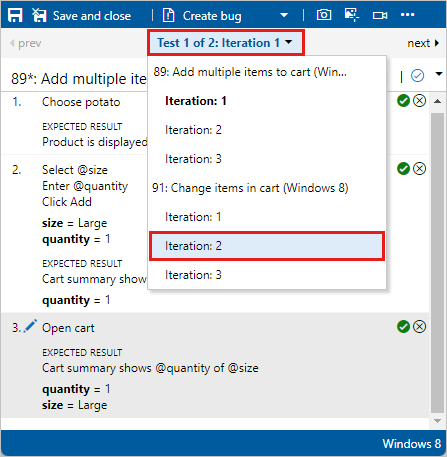 Save and close
Create bug
prev
Test 1 of 2: Iteration 1
next
89*: Add multiple ite
89: Add multiple items to cart (Win...
Iteration: 1
Iteration: 2
Iteration: 3
91: Change items in cart (Windows 8)
Iteration: 1
Iteration: 2
Iteration: 3
1. Choose potato
EXPECTED RESULT
Product is displayed
2. Select @size
Enter @quantity
Click Add
size = Large
quantity = 1
EXPECTED RESULT
Cart summary shows
quantity = 1
3. Open cart
EXPECTED RESULT
Cart summary shows @quantity of @size
quantity = 1
size = Large
Windows 8